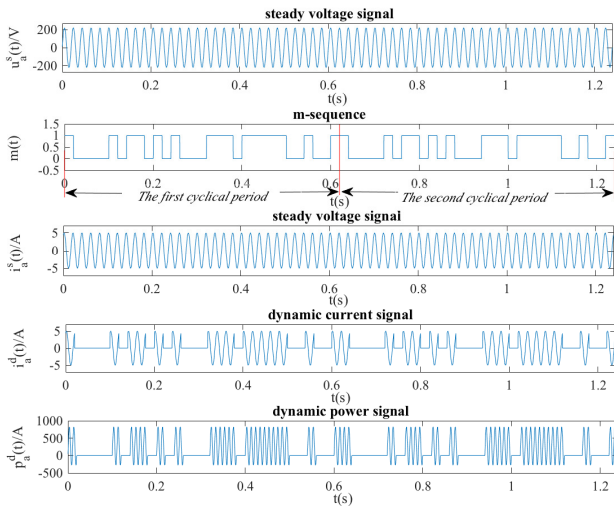 steady voltage signal
200
0
-200
u_a^s(t)/V
0 0.2 0.4 0.6 0.8 1 1.2
t(s)
m-sequence
1.5
1
0.5
0
-0.5
m(t)
0 0.2 0.4 0.6 0.8 1 1.2
t(s)
The first cyclical period
The second cyclical period
steady voltage signal
5
0
-5
i_a^s(t)/A
0 0.2 0.4 0.6 0.8 1 1.2
t(s)
dynamic current signal
5
0
-5
i_a^d(t)/A
0 0.2 0.4 0.6 0.8 1 1.2
t(s)
dynamic power signal
1000
500
0
-500
p_a^d(t)/A
0 0.2 0.4 0.6 0.8 1 1.2
t(s)